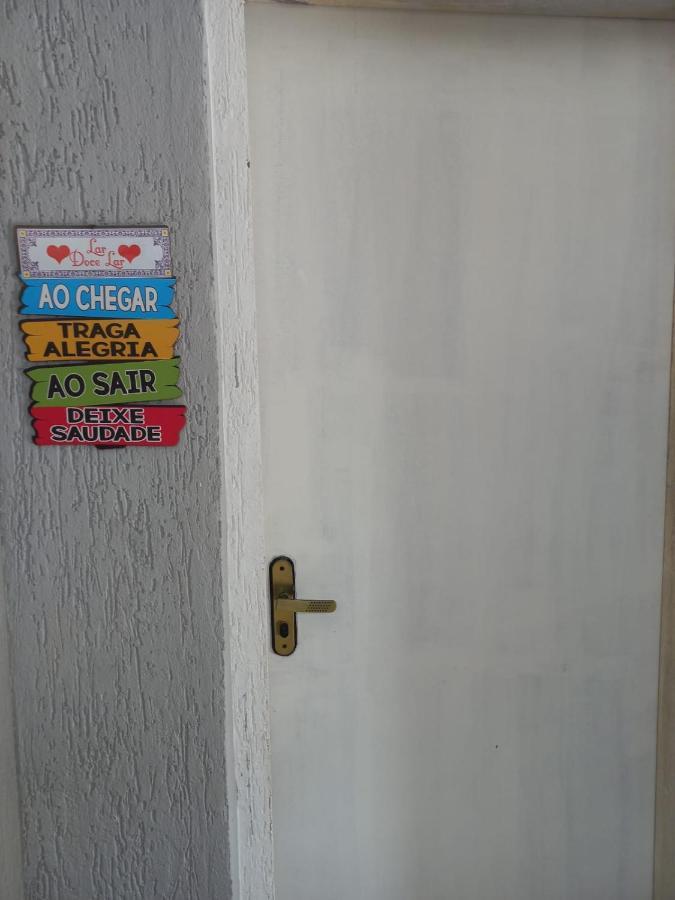 Lar
Doce Lar
AO CHEGAR
TRAGA
ALEGRIA
AO SAIR
DEIXE
SAUDADE